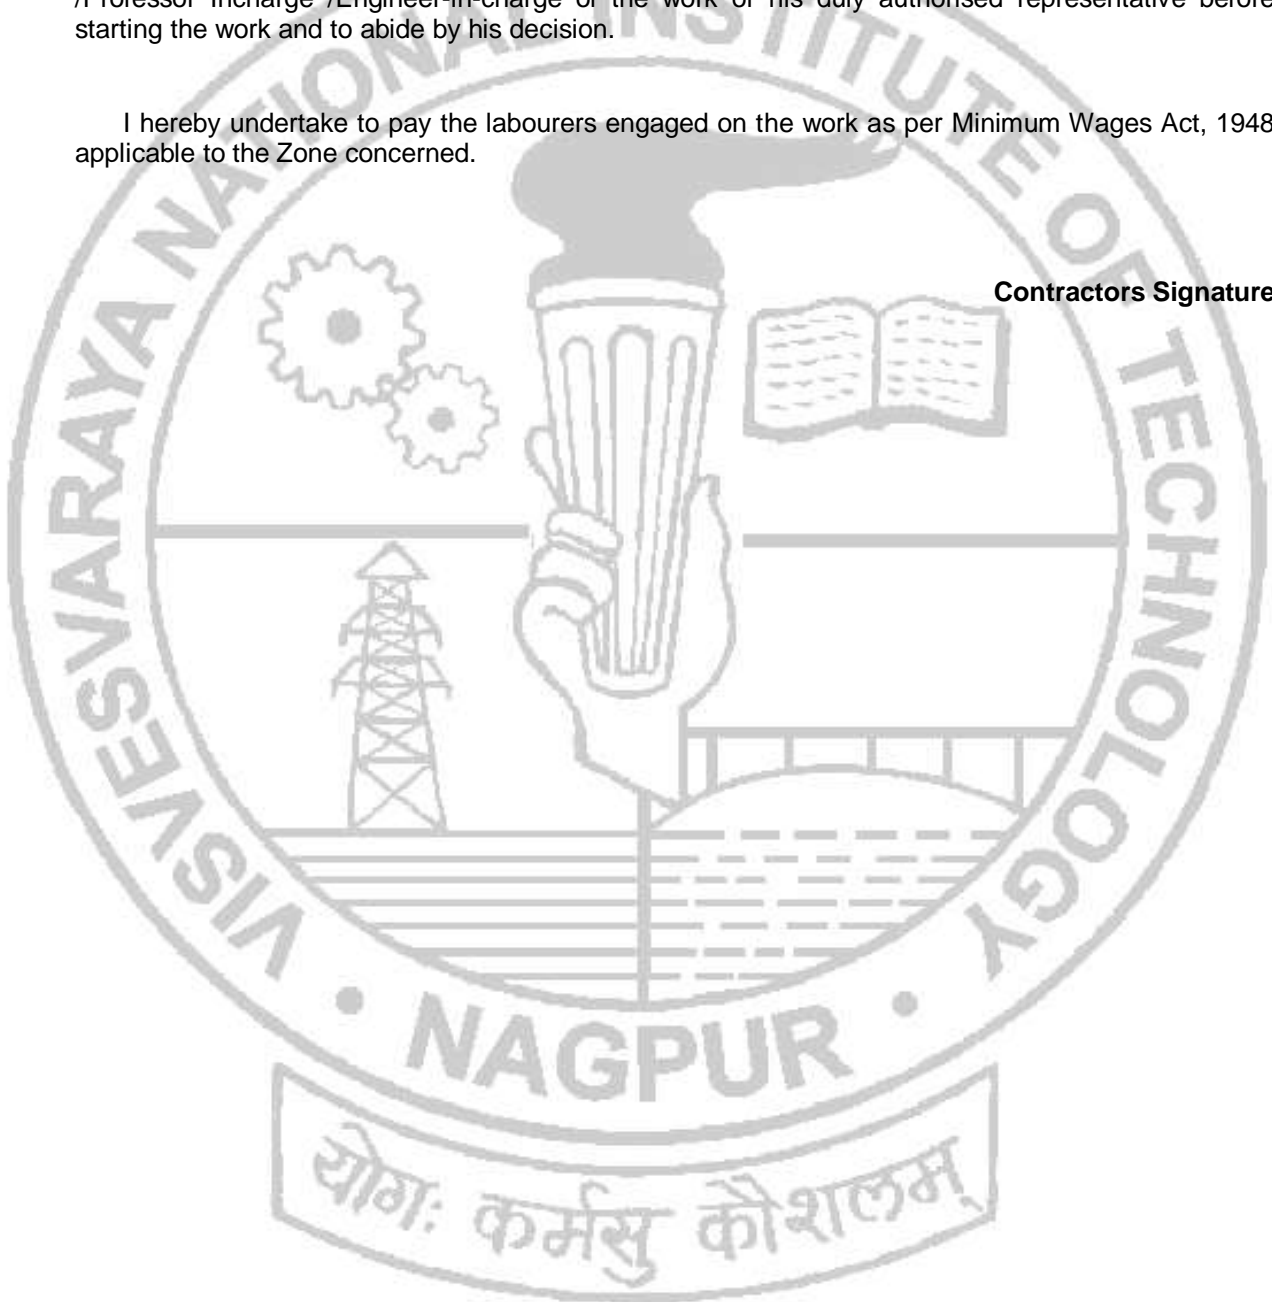 /Professor Incharge /Engineer-in-charge of the work or his duly authorised representative before
starting the work and to abide by his decision.
I hereby undertake to pay the labourers engaged on the work as per Minimum Wages Act, 1948
applicable to the Zone concerned.
Contractors Signature
VISVESVARAYA NATIONAL INSTITUTE OF TECHNOLOGY
• NAGPUR •
योगः कर्मसु कौशलम्